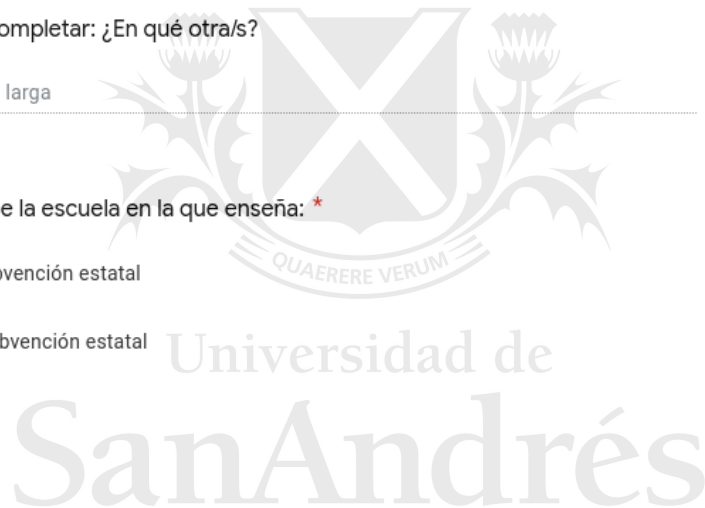 ompletar: ¿En qué otra/s?
larga
e la escuela en la que enseña: *
vención estatal
bvención estatal
QUAERERE VERUM
Universidad de
SanAndrés